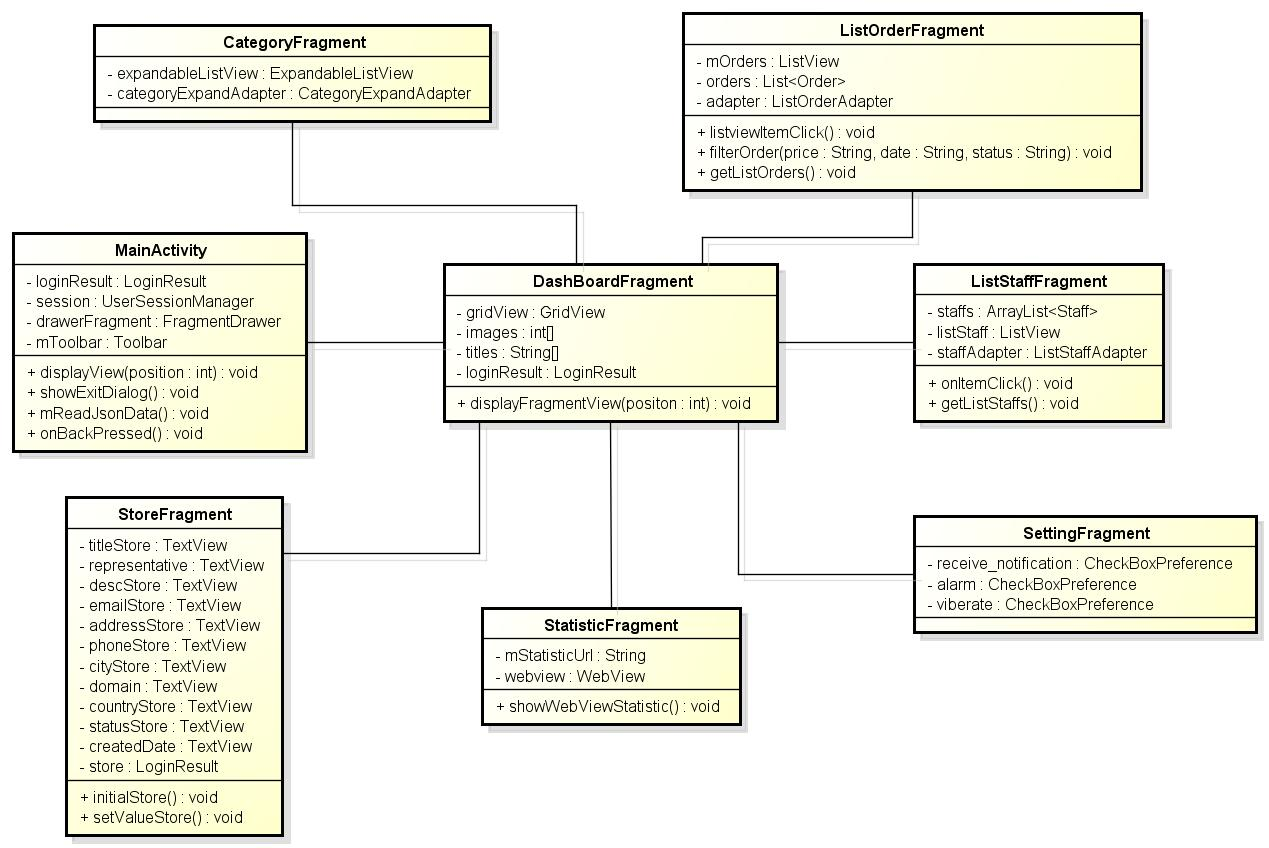 CategoryFragment
- expandableListView : ExpandableListView
- categoryExpandAdapter : CategoryExpandAdapter
ListOrderFragment
- mOrders : ListView
- orders : List<Order>
- adapter : ListOrderAdapter
+ listviewItemClick() : void
+ filterOrder(price : String, date : String, status : String) : void
+ getListOrders() : void
MainActivity
- loginResult : LoginResult
- session : UserSessionManager
- drawerFragment : FragmentDrawer
- mToolbar : Toolbar
+ displayView(position : int) : void
+ showExitDialog() : void
+ mReadJsonData() : void
+ onBackPressed() : void
DashBoardFragment
- gridView : GridView
- images : int[]
- titles : String[]
- loginResult : LoginResult
+ displayFragmentView(positon : int) : void
ListStaffFragment
- staffs : ArrayList<Staff>
- listStaff : ListView
- staffAdapter : ListStaffAdapter
+ onItemClick() : void
+ getListStaffs() : void
StoreFragment
- titleStore : TextView
- representative : TextView
- descStore : TextView
- emailStore : TextView
- addressStore : TextView
- phoneStore : TextView
- cityStore : TextView
- domain : TextView
- countryStore : TextView
- statusStore : TextView
- createdDate : TextView
- store : LoginResult
+ initialStore() : void
+ setValueStore() : void
StatisticFragment
- mStatisticUrl : String
- webview : WebView
+ showWebViewStatistic() : void
SettingFragment
- receive_notification : CheckBoxPreference
- alarm : CheckBoxPreference
- viberate : CheckBoxPreference